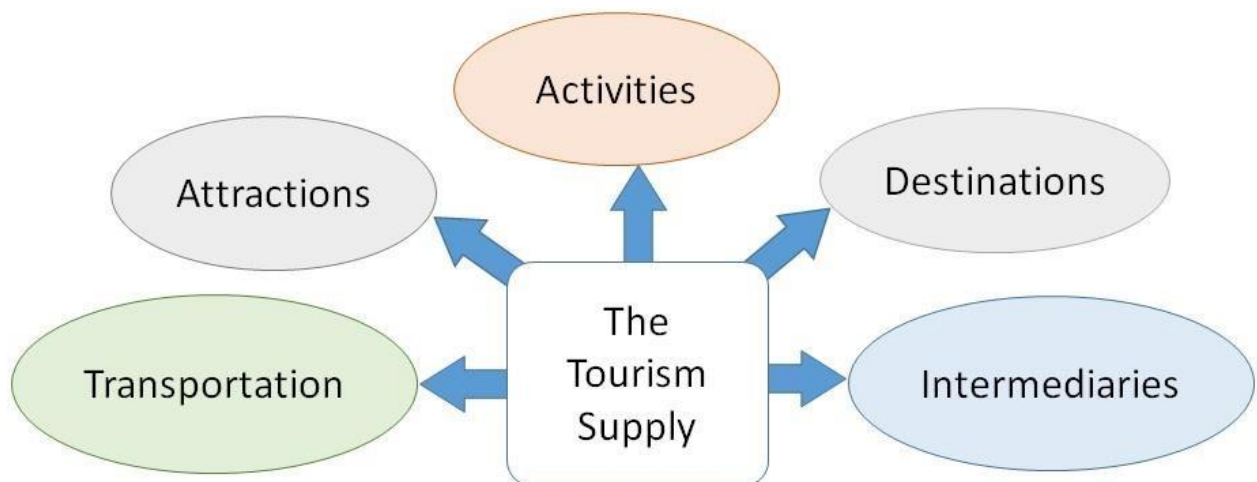 Activities
Attractions
Destinations
The
Tourism
Supply
Transportation
Intermediaries